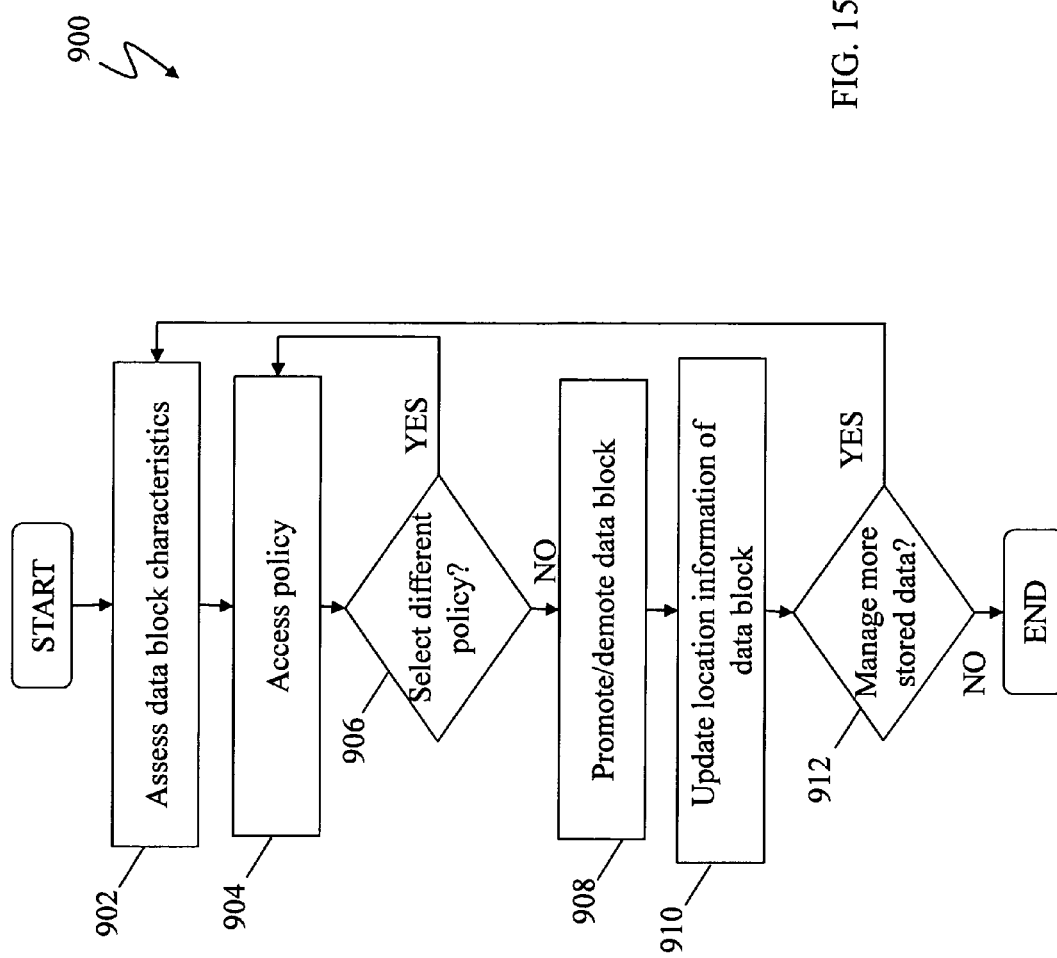 900
START
902
Assess data block characteristics
904
Access policy
906
Select different
policy?
YES
NO
908
Promote/demote data block
910
Update location information of
data block
912
Manage more
stored data?
YES
NO
END
FIG. 15